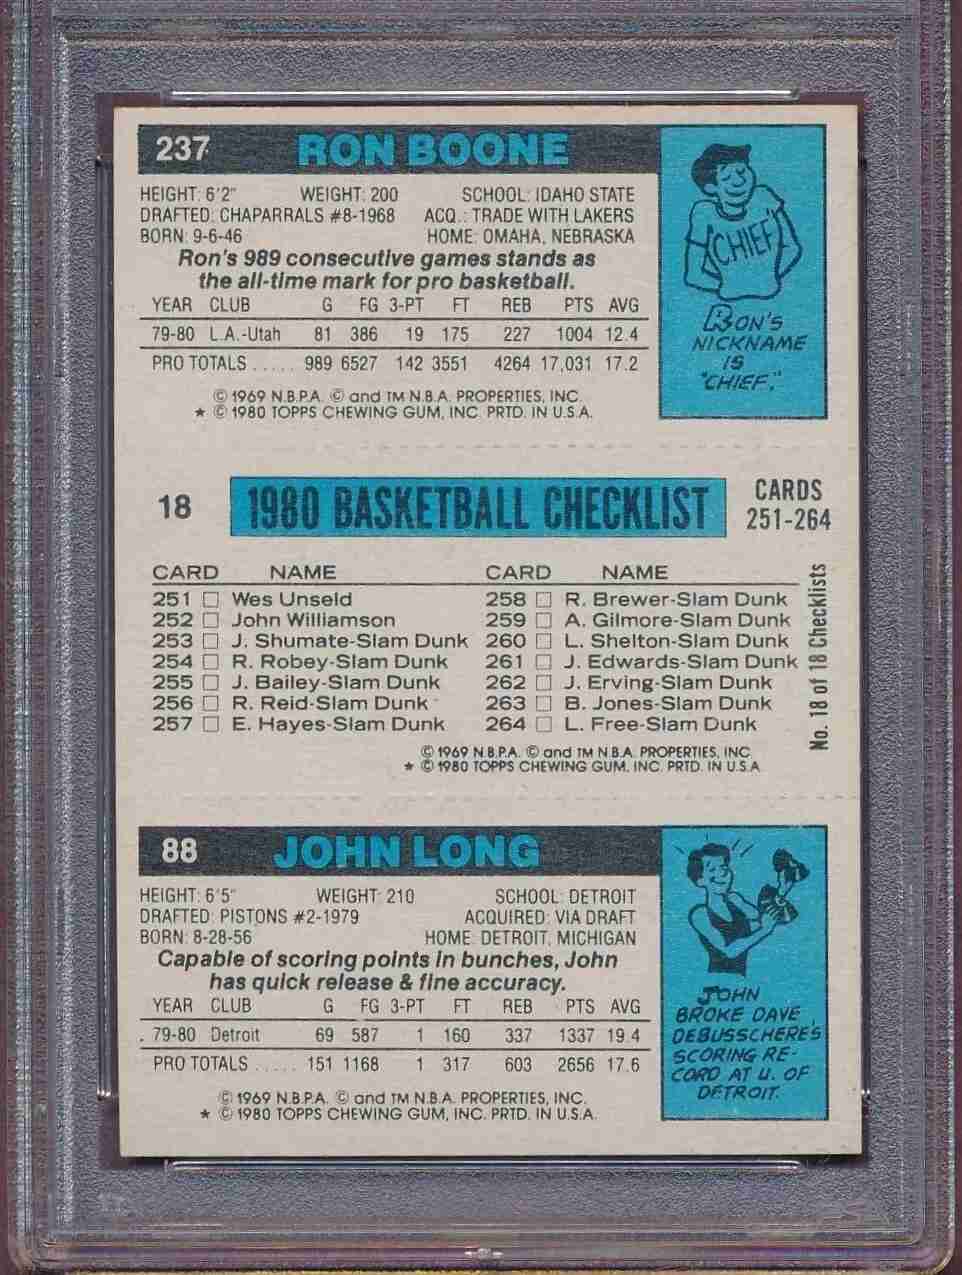 237 RON BOONE
HEIGHT: 6'2" WEIGHT: 200 SCHOOL: IDAHO STATE
DRAFTED: CHAPARRALS #8-1968 ACQ.: TRADE WITH LAKERS
BORN: 9-6-46 HOME: OMAHA, NEBRASKA
Ron's 989 consecutive games stands as
the all-time mark for pro basketball.
YEAR CLUB G FG 3-PT FT REB PTS AVG
79-80 L.A.-Utah 81 386 19 175 227 1004 12.4
PRO TOTALS ..... 989 6527 142 3551 4264 17,031 17.2
© 1969 N.B.P.A. © and TM N.B.A. PROPERTIES, INC.
★ © 1980 TOPPS CHEWING GUM, INC. PRTD. IN U.S.A.
CHIEF
RON'S
NICKNAME
IS
"CHIEF."
18 1980 BASKETBALL CHECKLIST CARDS
251-264
CARD NAME CARD NAME
251 □ Wes Unseld 258 □ R. Brewer-Slam Dunk
252 □ John Williamson 259 □ A. Gilmore-Slam Dunk
253 □ J. Shumate-Slam Dunk 260 □ L. Shelton-Slam Dunk
254 □ R. Robey-Slam Dunk 261 □ J. Edwards-Slam Dunk
255 □ J. Bailey-Slam Dunk 262 □ J. Erving-Slam Dunk
256 □ R. Reid-Slam Dunk 263 □ B. Jones-Slam Dunk
257 □ E. Hayes-Slam Dunk 264 □ L. Free-Slam Dunk
No. 18 of 18 Checklists
© 1969 N.B.P.A. © and TM N.B.A. PROPERTIES, INC
★ © 1980 TOPPS CHEWING GUM. INC. PRTD. IN U.S.A
88 JOHN LONG
HEIGHT: 6'5" WEIGHT: 210 SCHOOL: DETROIT
DRAFTED: PISTONS #2-1979 ACQUIRED: VIA DRAFT
BORN: 8-28-56 HOME: DETROIT, MICHIGAN
Capable of scoring points in bunches, John
has quick release & fine accuracy.
YEAR CLUB G FG 3-PT FT REB PTS AVG
79-80 Detroit 69 587 1 160 337 1337 19.4
PRO TOTALS ..... 151 1168 1 317 603 2656 17.6
© 1969 N.B.P.A. © and TM N.B.A. PROPERTIES, INC.
★ © 1980 TOPPS CHEWING GUM, INC. PRTD. IN U.S.A.
JOHN
BROKE DAVE
DEBUSSCHERE'S
SCORING RE-
CORD AT U. OF
DETROIT.